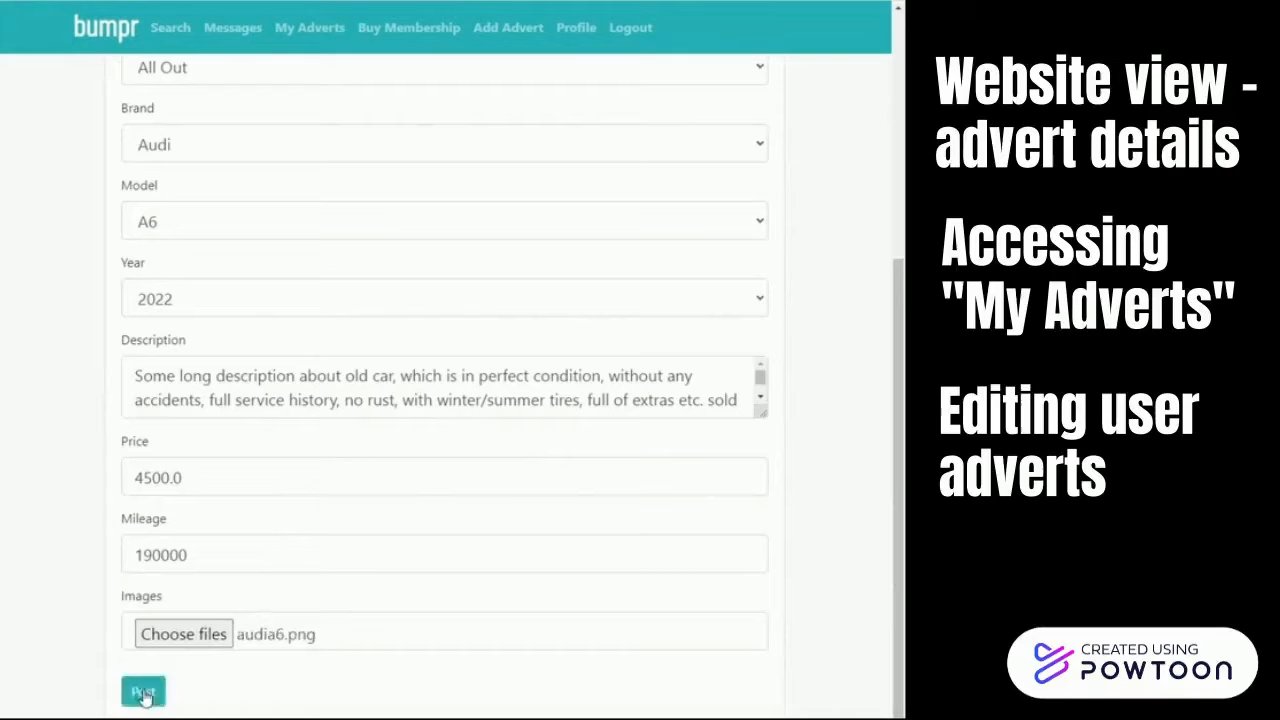 bumpr Search Messages My Adverts Buy Membership Add Advert Profile Logout
All Out
Brand
Audi
Model
A6
Year
2022
Description
Some long description about old car, which is in perfect condition, without any
accidents, full service history, no rust, with winter/summer tires, full of extras etc. sold
Price
4500.0
Mileage
190000
Images
Choose files audia6.png
Post
Website view -
advert details
Accessing
"My Adverts"
Editing user
adverts
CREATED USING
POWTOON